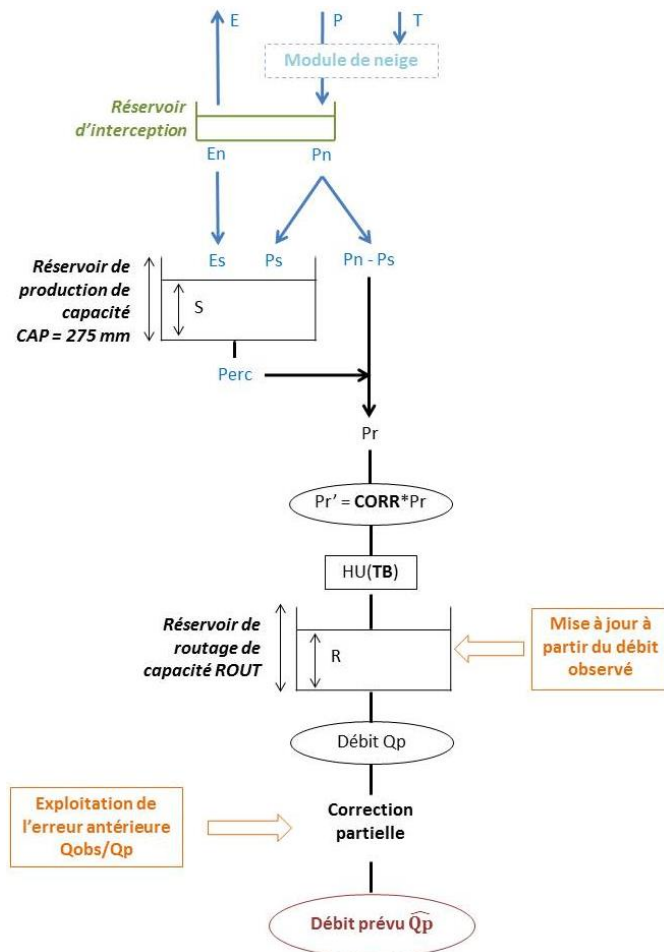 E P T
Module de neige
Réservoir
d'interception
En Pn
Es Ps Pn - Ps
Réservoir de
production de
capacité
CAP = 275 mm
S
Perc
Pr
Pr' = CORR*Pr
HU(TB)
Réservoir de
routage de
capacité ROUT
R
Mise à jour à
partir du débit
observé
Débit Qp
Exploitation de
l'erreur antérieure
Qobs/Qp
Correction
partielle
Débit prévu Q̂p